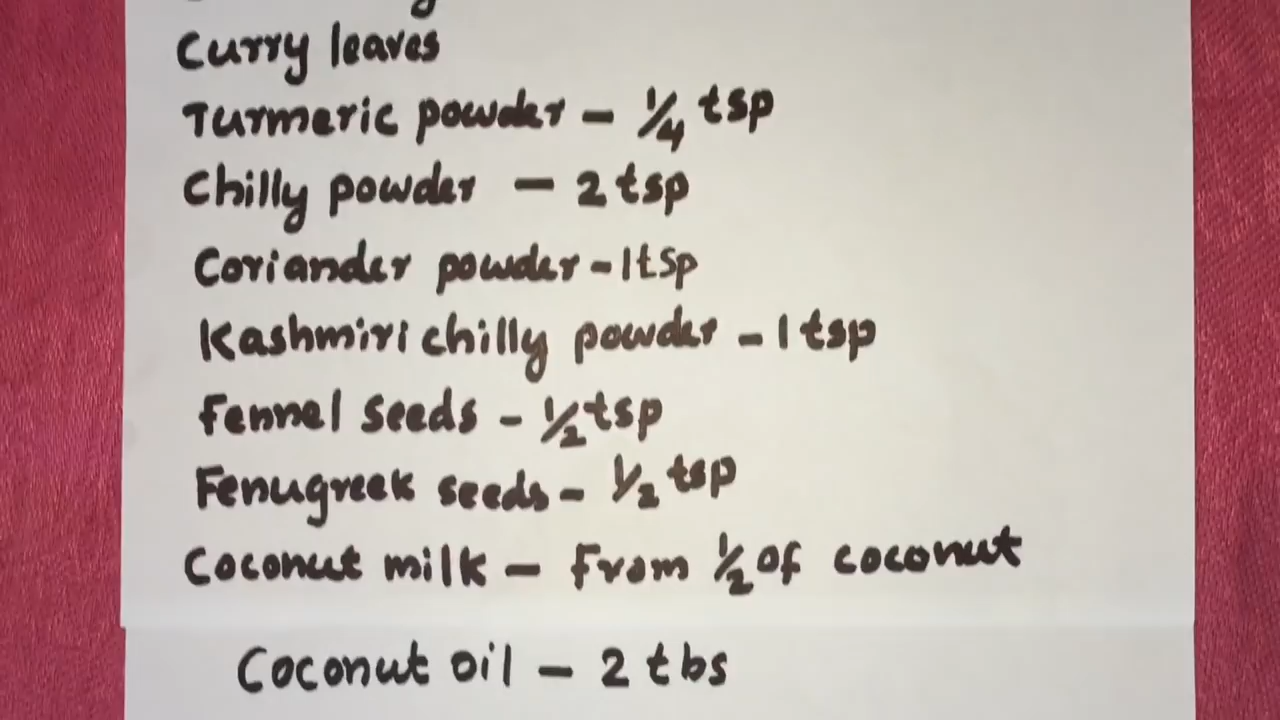 Curry leaves
Turmeric powder - 1/4 tsp
Chilly powder - 2 tsp
Coriander powder - 1 tsp
Kashmiri chilly powder - 1 tsp
Fennel seeds - 1/2 tsp
Fenugreek seeds - 1/2 tsp
Coconut milk - From 1/2 of coconut
Coconut oil - 2 tbs